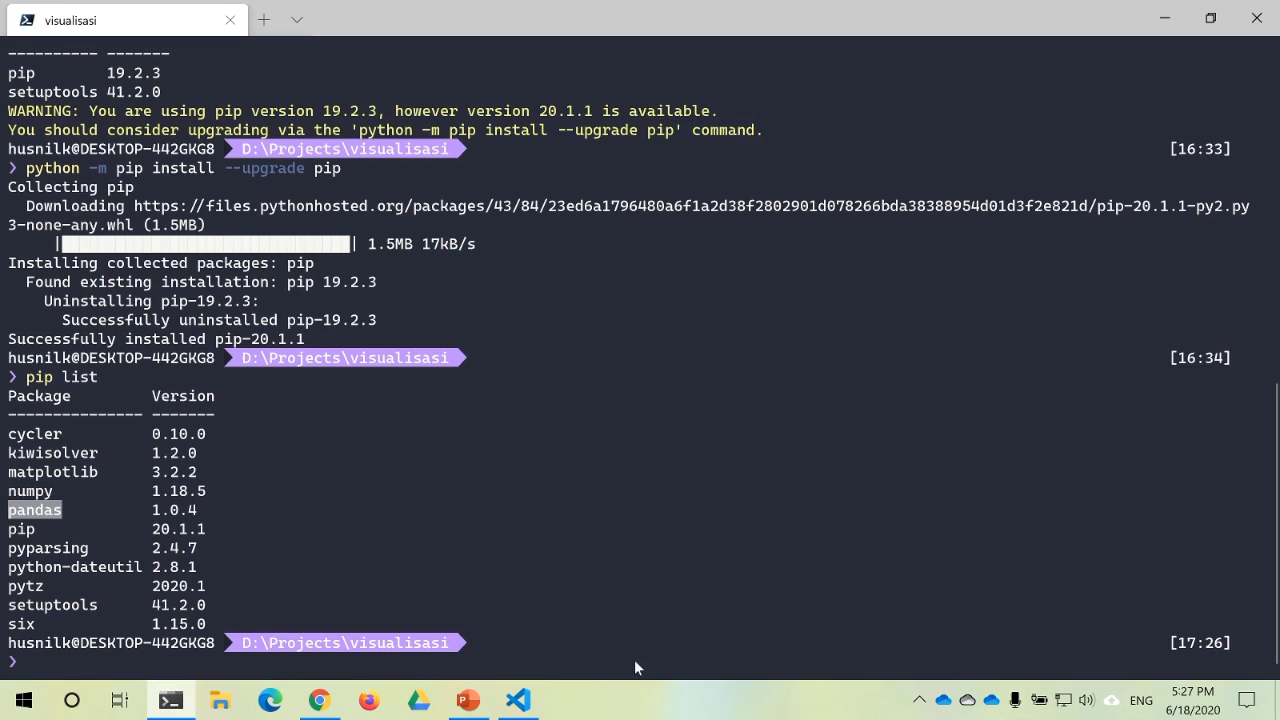 visualisasi
---------- -------
pip        19.2.3
setuptools 41.2.0
WARNING: You are using pip version 19.2.3, however version 20.1.1 is available.
You should consider upgrading via the 'python -m pip install --upgrade pip' command.
husnilk@DESKTOP-442GKG8 D:\Projects\visualisasi [16:33]
❯ python -m pip install --upgrade pip
Collecting pip
  Downloading https://files.pythonhosted.org/packages/43/84/23ed6a1796480a6f1a2d38f2802901d078266bda38388954d01d3f2e821d/pip-20.1.1-py2.py
3-none-any.whl (1.5MB)
|████████████████████████████████| 1.5MB 17kB/s
Installing collected packages: pip
  Found existing installation: pip 19.2.3
    Uninstalling pip-19.2.3:
      Successfully uninstalled pip-19.2.3
Successfully installed pip-20.1.1
husnilk@DESKTOP-442GKG8 D:\Projects\visualisasi [16:34]
❯ pip list
Package         Version
--------------- -------
cycler          0.10.0
kiwisolver      1.2.0
matplotlib      3.2.2
numpy           1.18.5
pandas          1.0.4
pip             20.1.1
pyparsing       2.4.7
python-dateutil 2.8.1
pytz            2020.1
setuptools      41.2.0
six             1.15.0
husnilk@DESKTOP-442GKG8 D:\Projects\visualisasi [17:26]
❯
ENG
5:27 PM
6/18/2020